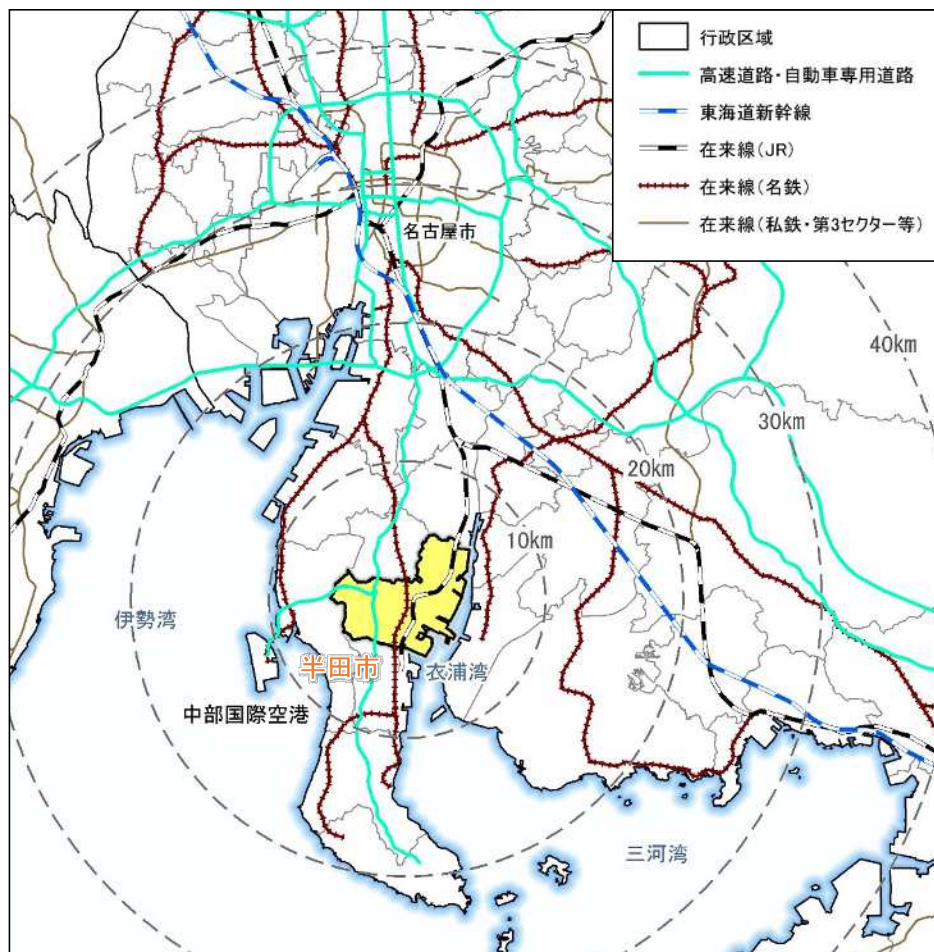 行政区域
高速道路・自動車専用道路
東海道新幹線
在来線(JR)
在来線(名鉄)
在来線(私鉄・第3セクター等)
名古屋市
40km
30km
20km
10km
伊勢湾
半田市
衣浦湾
中部国際空港
三河湾